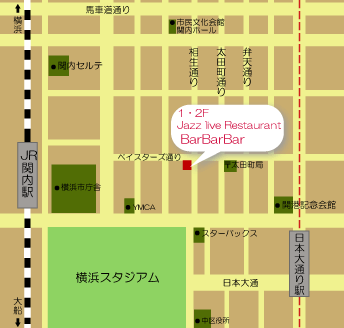 横浜
馬車道通り
市民文化会館
関内ホール
相生通り
太田町通り
弁天通り
関内セルテ
1・2F
Jazz live Restaurant
BarBarBar
ベイスターズ通り
〒太田町局
JR関内駅
横浜市庁舎
YMCA
開港記念会館
スターバックス
日本大通り駅
横浜スタジアム
日本大通
大船
中区役所